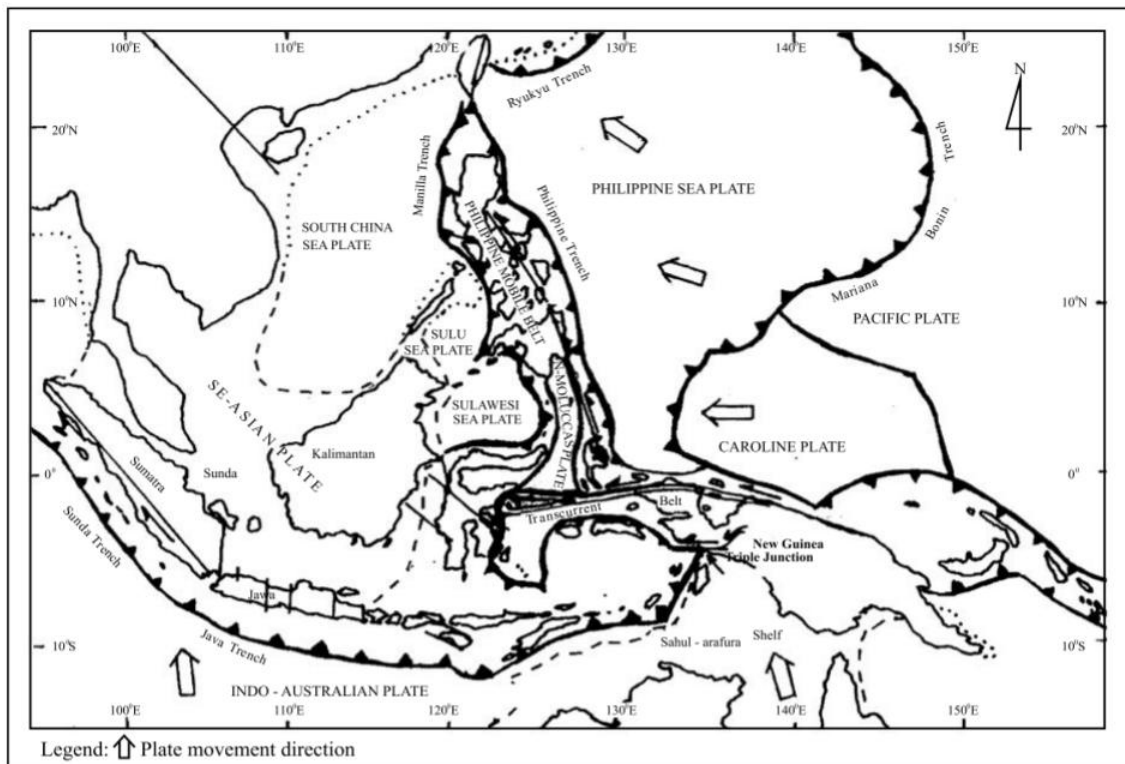 100°E 110°E 120°E 130°E 140°E 150°E
N
Ryukyu Trench
20°N 20°N
Manilla Trench
Trench
PHILIPPINE SEA PLATE
Philippine Trench
PHILIPPINE MOBILE BELT
SOUTH CHINA
SEA PLATE
Bonin
Mariana
10°N 10°N
PACIFIC PLATE
SULU
SEA PLATE
SE-ASIAN PLATE
N-MOLUCCAS PLATE
SULAWESI
SEA PLATE
CAROLINE PLATE
Kalimantan
Sumatra
Sunda
0° 0°
Sunda Trench
Transcurrent
Belt
New Guinea
Triple Junction
Jawa
Java Trench
Sahul - arafura Shelf
10°S 10°S
INDO - AUSTRALIAN PLATE
100°E 110°E 120°E 130°E 140°E 150°E
Legend: Plate movement direction